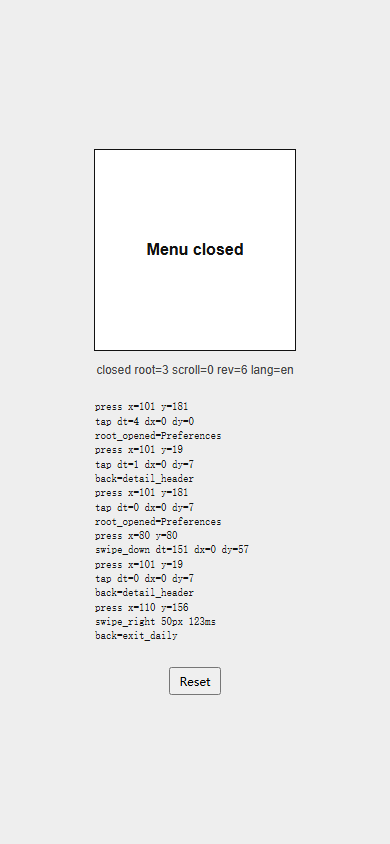 Menu closed
closed root=3 scroll=0 rev=6 lang=en
press x=101 y=181
tap dt=4 dx=0 dy=0
root_opened=Preferences
press x=101 y=19
tap dt=1 dx=0 dy=7
back=detail_header
press x=101 y=181
tap dt=0 dx=0 dy=7
root_opened=Preferences
press x=80 y=80
swipe_down dt=151 dx=0 dy=57
press x=101 y=19
tap dt=0 dx=0 dy=7
back=detail_header
press x=110 y=156
swipe_right 50px 123ms
back=exit_daily
Reset